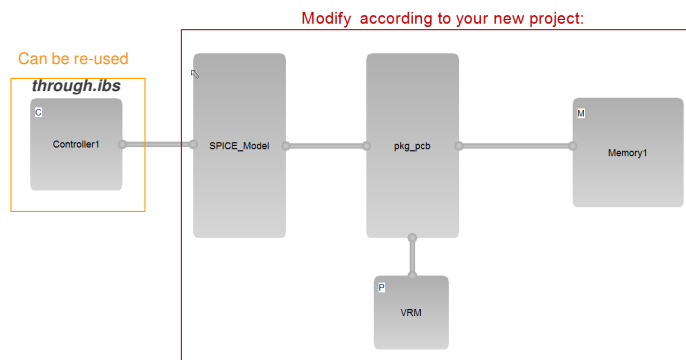 Modify according to your new project:
Can be re-used
through.ibs
C
Controller1
SPICE_Model
pkg_pcb
M
Memory1
P
VRM